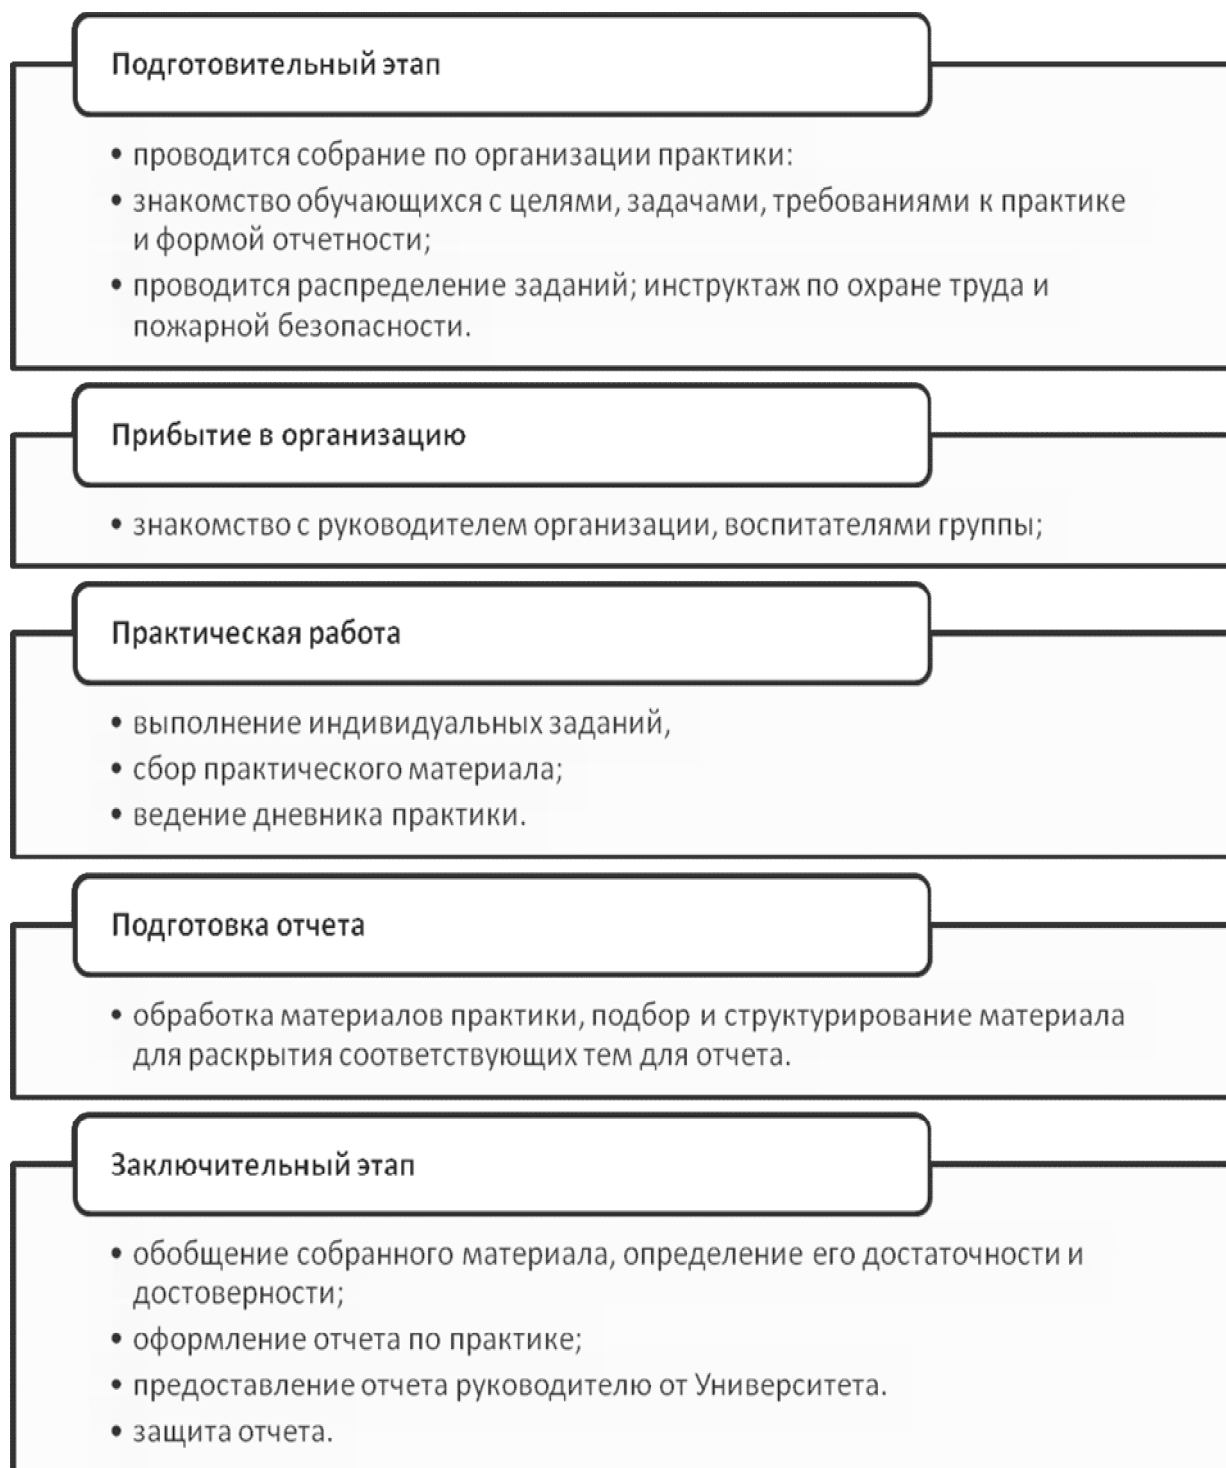 Подготовительный этап
• проводится собрание по организации практики:
• знакомство обучающихся с целями, задачами, требованиями к практике
и формой отчетности;
• проводится распределение заданий; инструктаж по охране труда и
пожарной безопасности.
Прибытие в организацию
• знакомство с руководителем организации, воспитателями группы;
Практическая работа
• выполнение индивидуальных заданий,
• сбор практического материала;
• ведение дневника практики.
Подготовка отчета
• обработка материалов практики, подбор и структурирование материала
для раскрытия соответствующих тем для отчета.
Заключительный этап
• обобщение собранного материала, определение его достаточности и
достоверности;
• оформление отчета по практике;
• предоставление отчета руководителю от Университета.
• защита отчета.